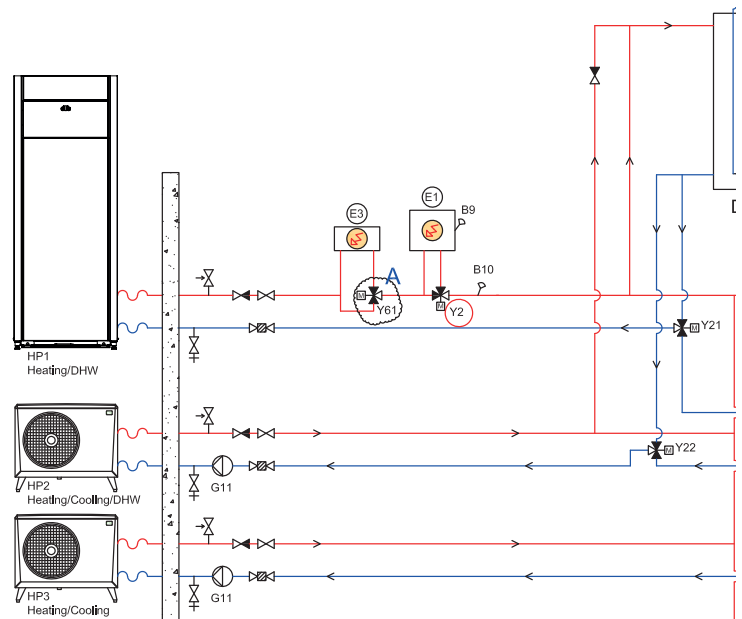 E3
E1
B9
A
B10
M
Y61
M
Y2
M
Y21
HP1
Heating/DHW
M
Y22
G11
HP2
Heating/Cooling/DHW
G11
HP3
Heating/Cooling